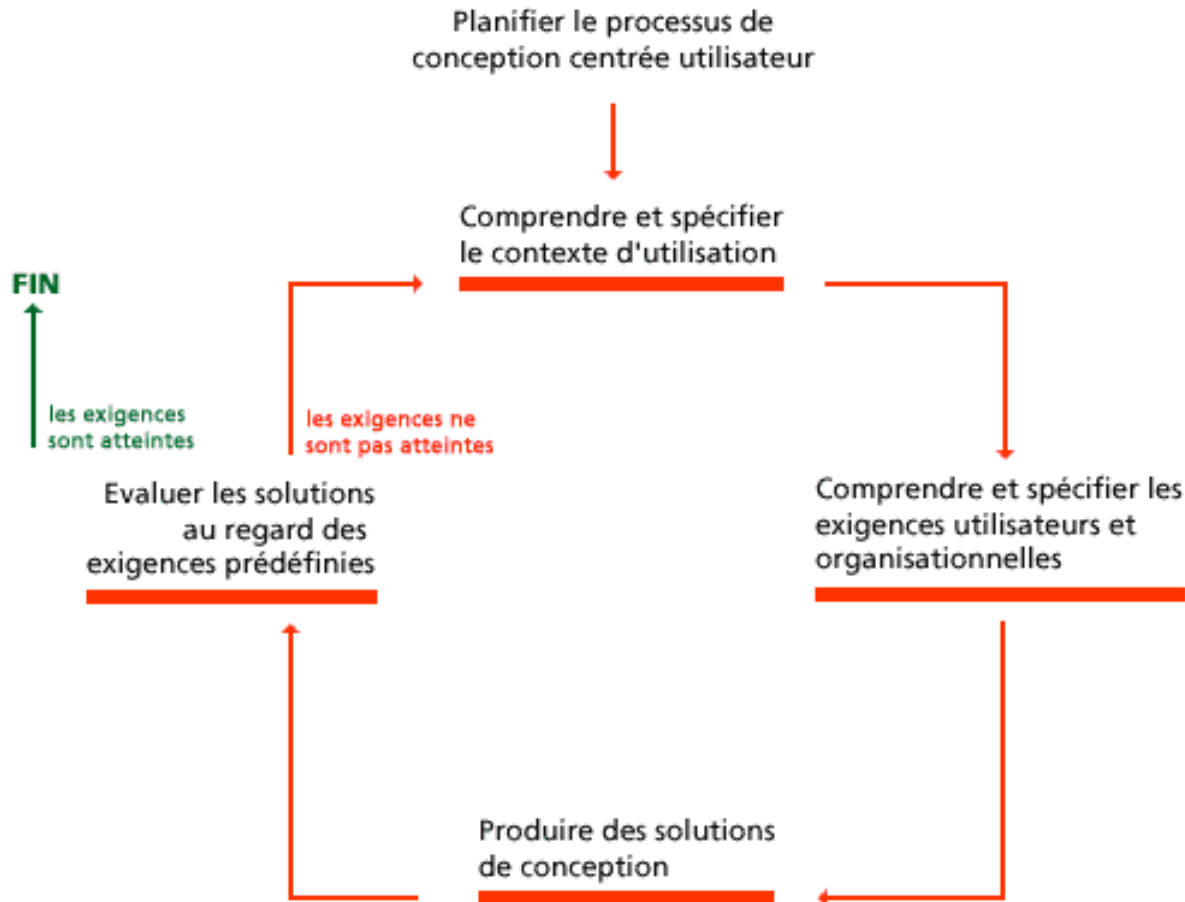 Planifier le processus de
conception centrée utilisateur
Comprendre et spécifier
le contexte d'utilisation
FIN
les exigences
sont atteintes
les exigences ne
sont pas atteintes
Evaluer les solutions
au regard des
exigences prédéfinies
Comprendre et spécifier les
exigences utilisateurs et
organisationnelles
Produire des solutions
de conception